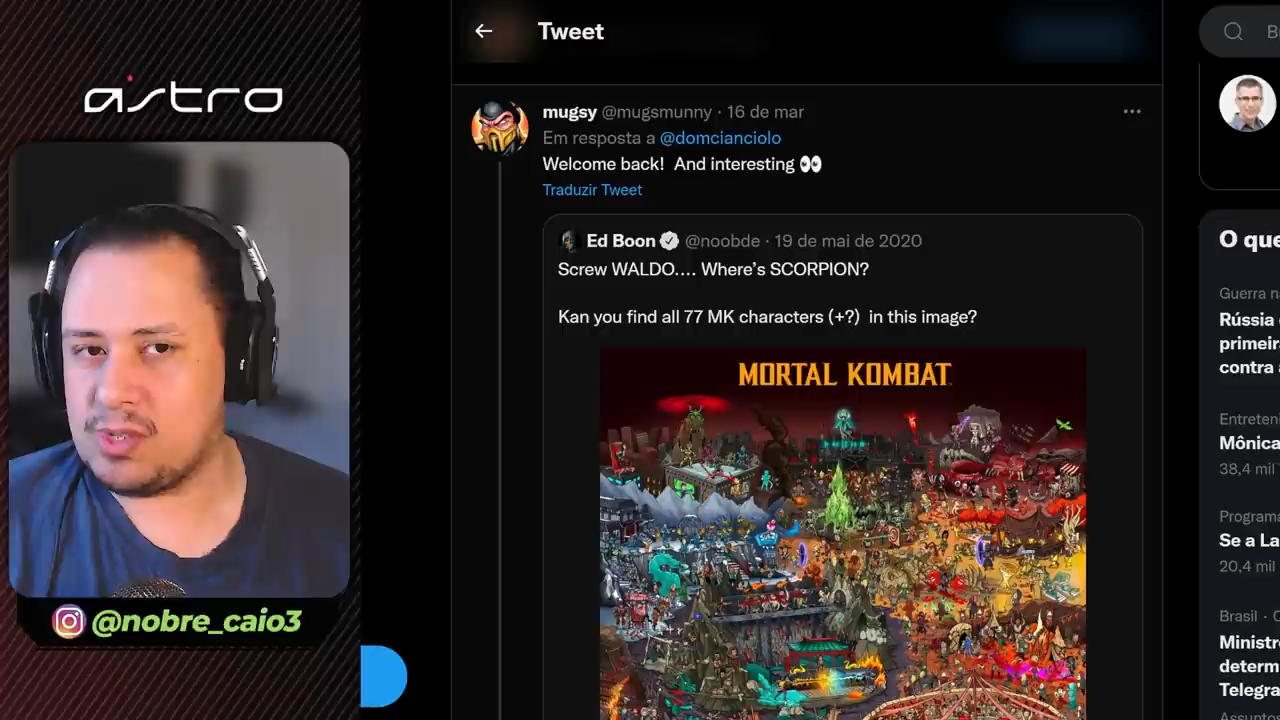 astro
@nobre_caio3
Tweet
mugsy @mugsmunny · 16 de mar
Em resposta a @domcianciolo
Welcome back! And interesting 👀
Traduzir Tweet
Ed Boon @noobde · 19 de mai de 2020
Screw WALDO.... Where's SCORPION?
Kan you find all 77 MK characters (+?) in this image?
MORTAL KOMBAT
O que
Guerra n
Rússia
primeir
contra
Entreten
Mônica
38,4 mil
Program
Se a La
20,4 mil
Brasil ·
Ministr
determ
Telegra